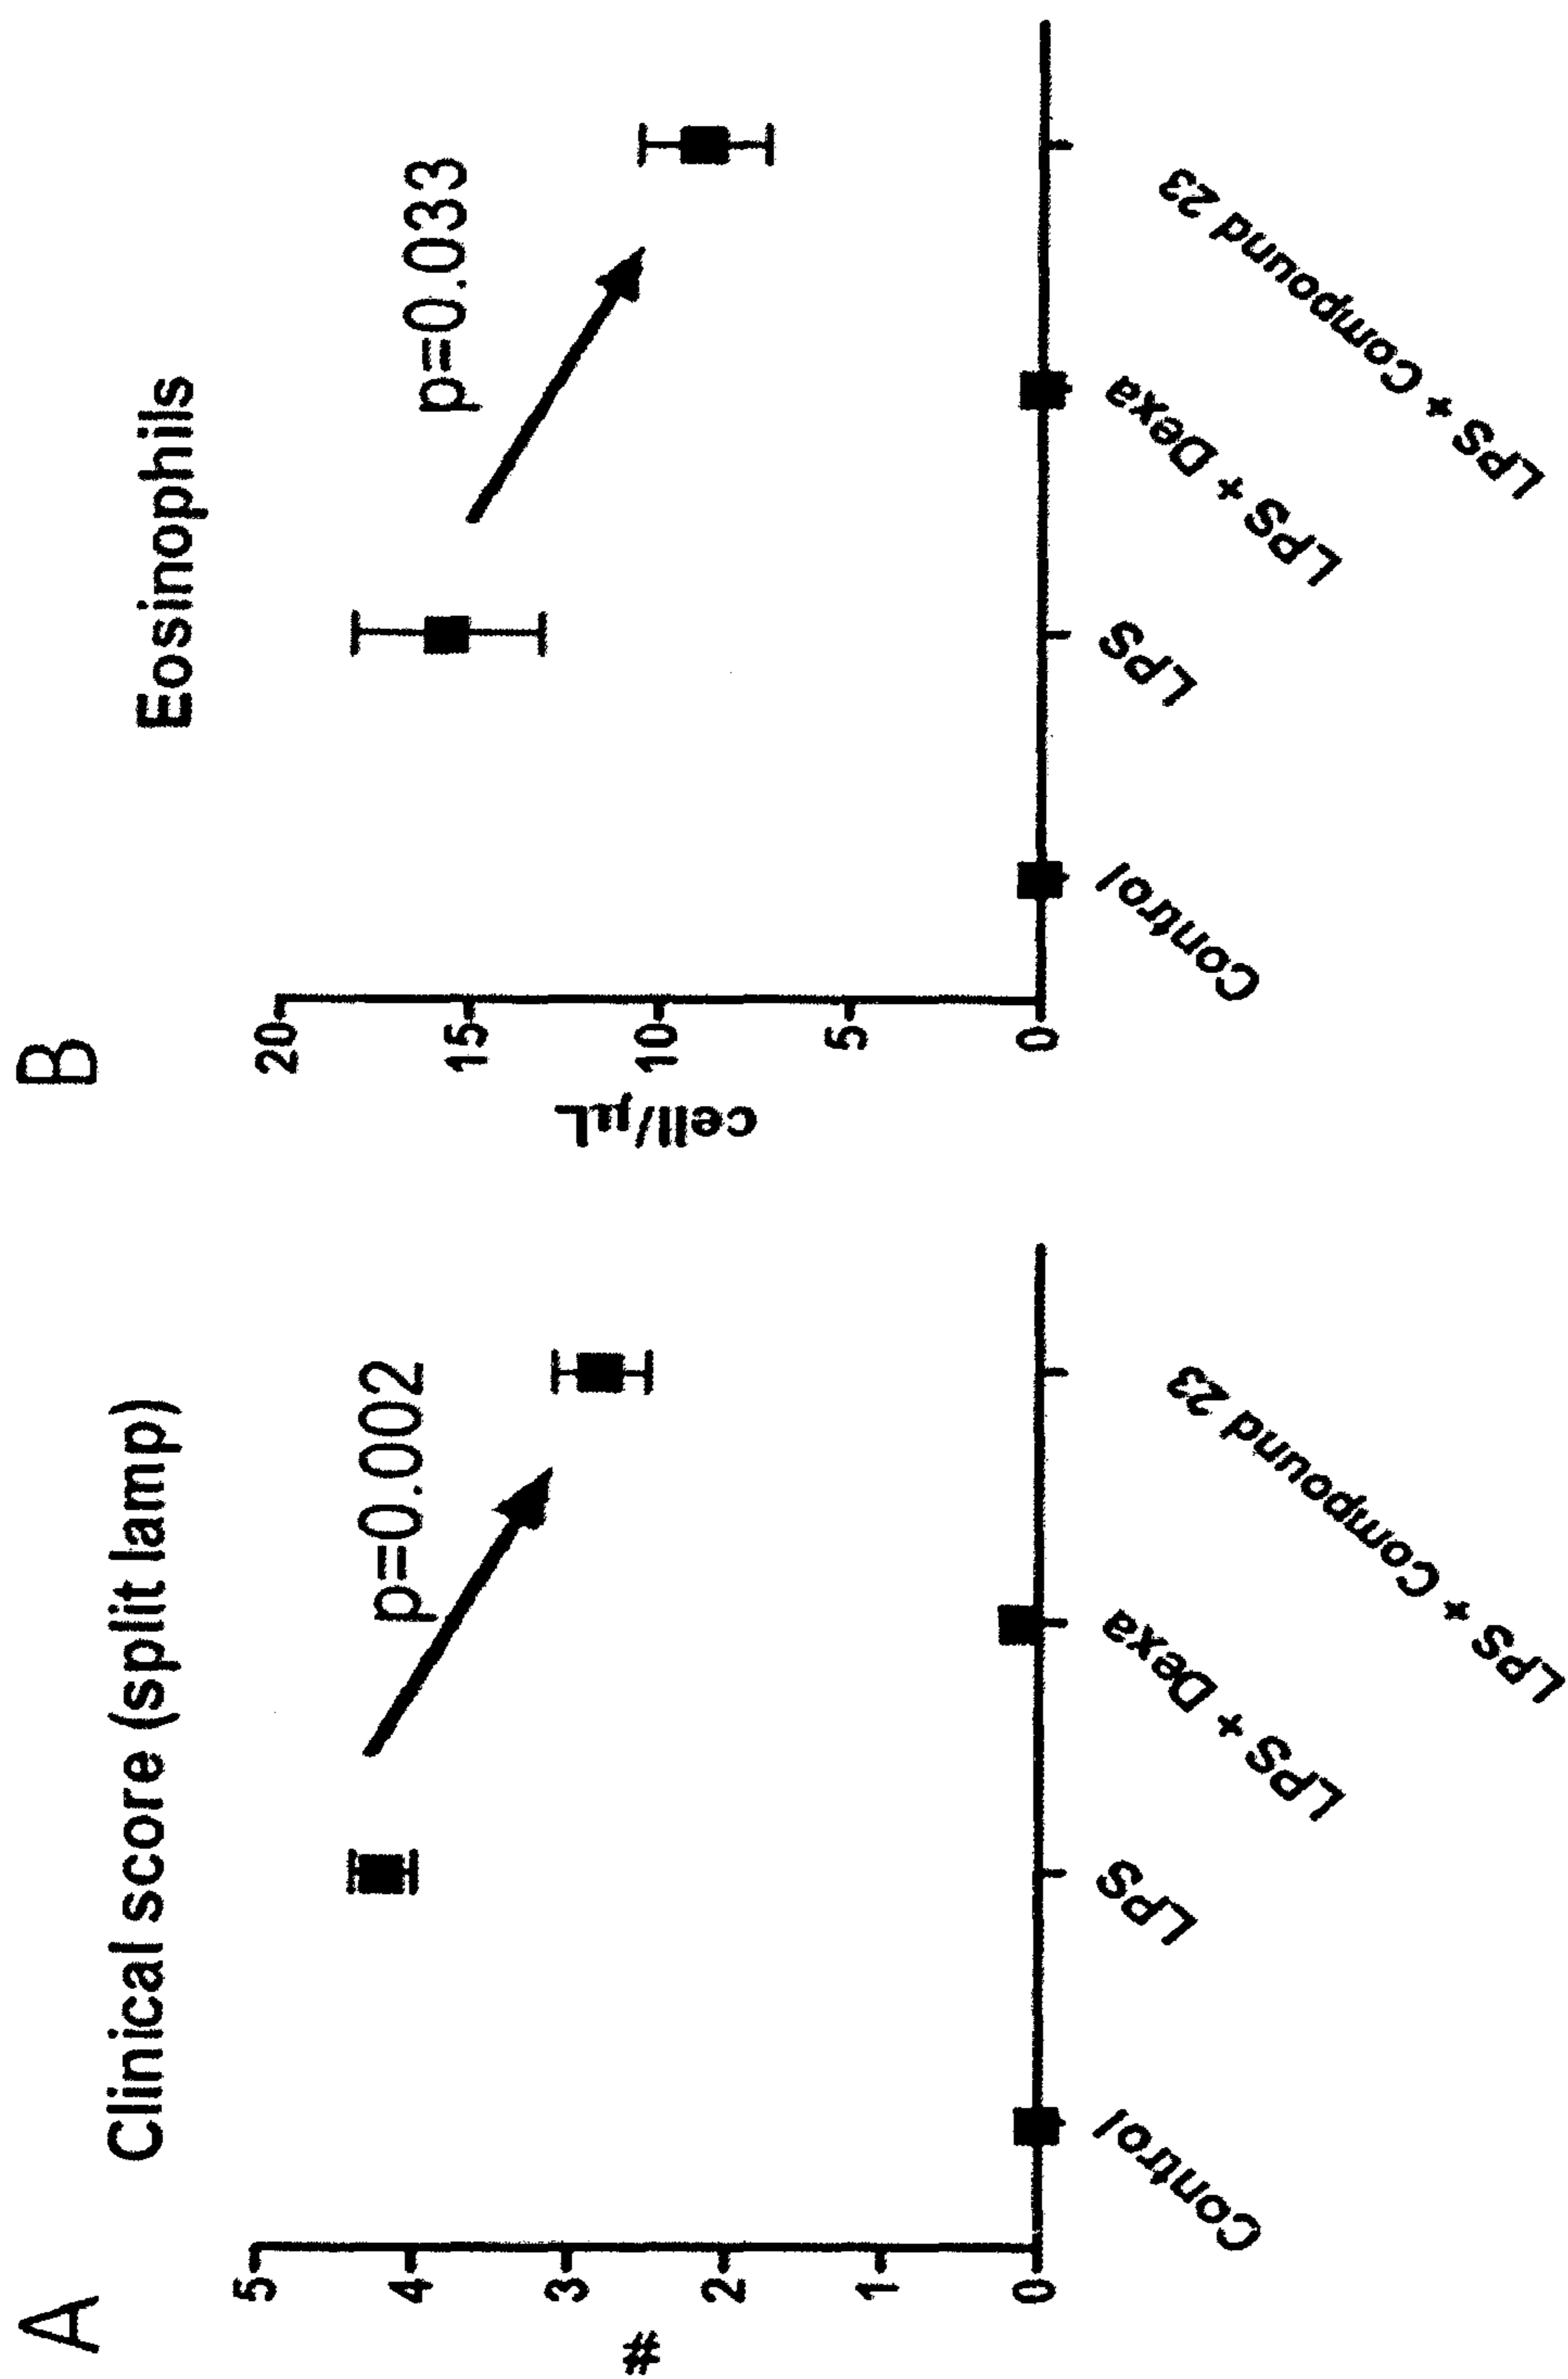 A
Clinical score (split lamp)
5
4
3
2
1
0
#
p=0.002
Control
LPS
LPS + Dexa
LPS + Compound 23
B
Eosinophils
20
15
10
5
0
cell/µL
p=0.033
Control
LPS
LPS + Dexa
LPS + Compound 23